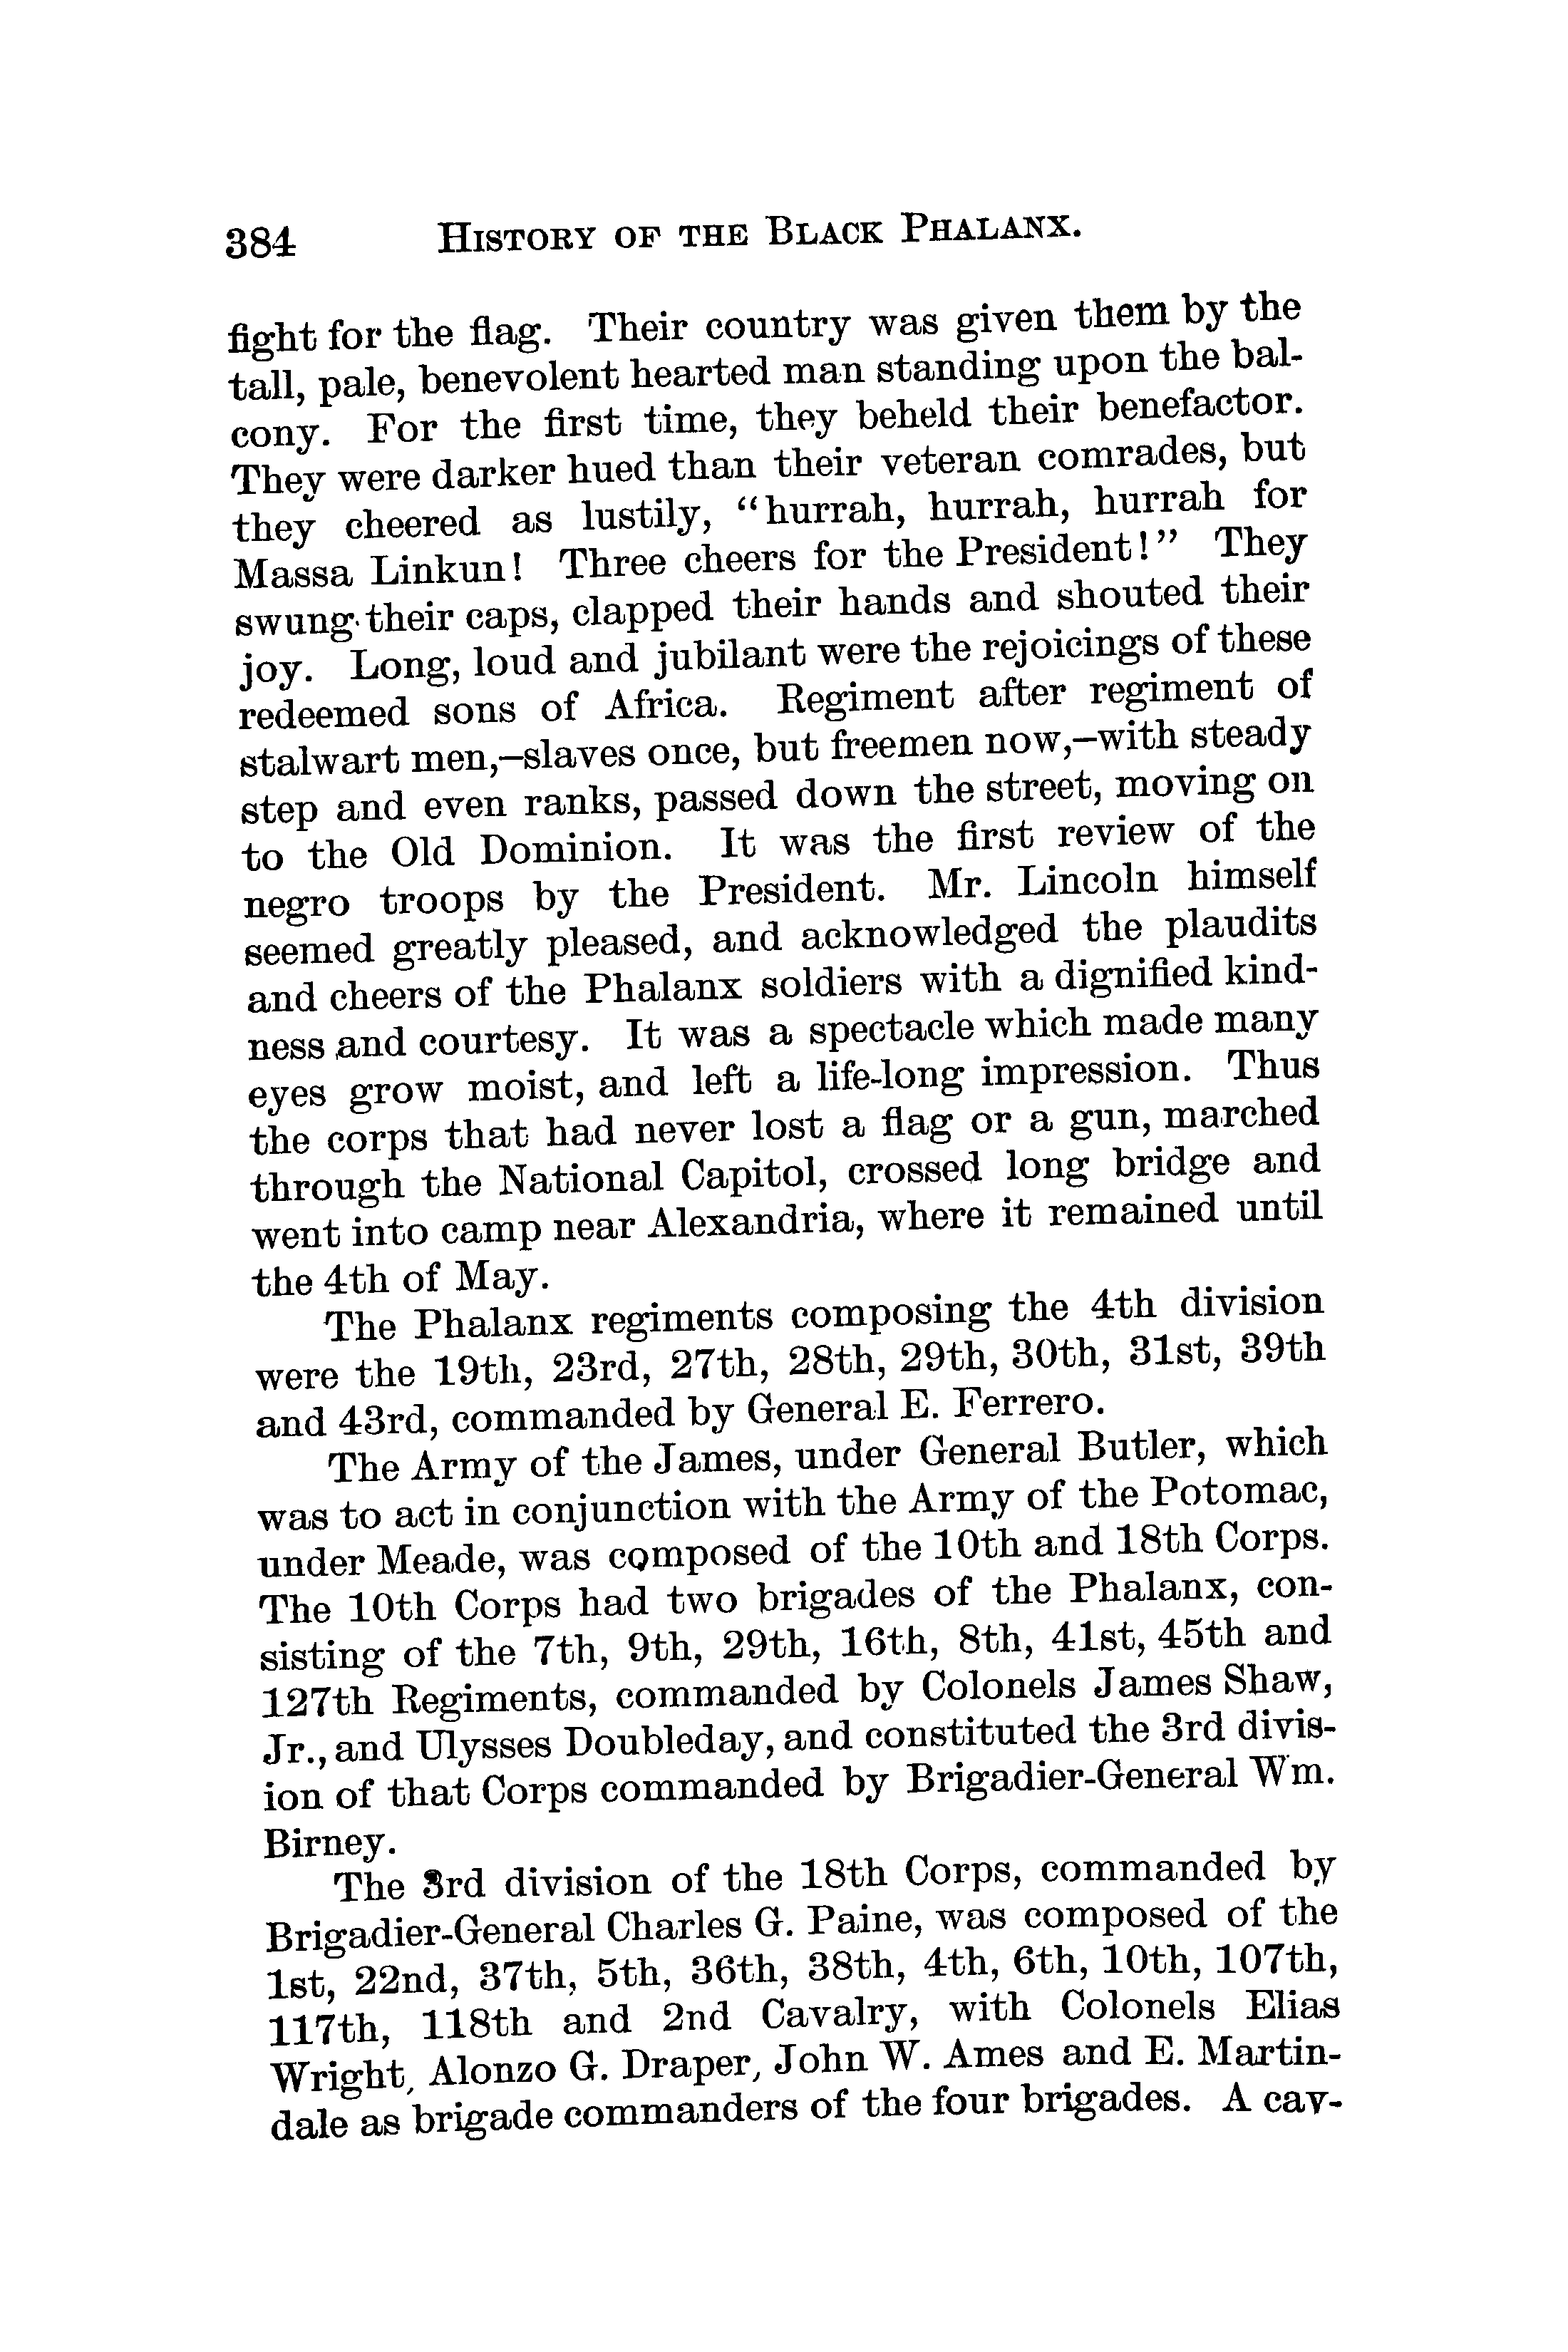 384 HISTORY OF THE BLACK PHALANX.
fight for the flag. Their country was given them by the
tall, pale, benevolent hearted man standing upon the bal-
cony. For the first time, they beheld their benefactor.
They were darker hued than their veteran comrades, but
they cheered as lustily, “hurrah, hurrah, hurrah for
Massa Linkun! Three cheers for the President!” They
swung their caps, clapped their hands and shouted their
joy. Long, loud and jubilant were the rejoicings of these
redeemed sons of Africa. Regiment after regiment of
stalwart men,–slaves once, but freemen now,–with steady
step and even ranks, passed down the street, moving on
to the Old Dominion. It was the first review of the
negro troops by the President. Mr. Lincoln himself
seemed greatly pleased, and acknowledged the plaudits
and cheers of the Phalanx soldiers with a dignified kind-
ness and courtesy. It was a spectacle which made many
eyes grow moist, and left a life-long impression. Thus
the corps that had never lost a flag or a gun, marched
through the National Capitol, crossed long bridge and
went into camp near Alexandria, where it remained until
the 4th of May.
The Phalanx regiments composing the 4th division
were the 19th, 23rd, 27th, 28th, 29th, 30th, 31st, 39th
and 43rd, commanded by General E. Ferrero.
The Army of the James, under General Butler, which
was to act in conjunction with the Army of the Potomac,
under Meade, was composed of the 10th and 18th Corps.
The 10th Corps had two brigades of the Phalanx, con-
sisting of the 7th, 9th, 29th, 16th, 8th, 41st, 45th and
127th Regiments, commanded by Colonels James Shaw,
Jr., and Ulysses Doubleday, and constituted the 3rd divis-
ion of that Corps commanded by Brigadier-General Wm.
Birney.
The 3rd division of the 18th Corps, commanded by
Brigadier-General Charles G. Paine, was composed of the
1st, 22nd, 37th, 5th, 36th, 38th, 4th, 6th, 10th, 107th,
117th, 118th and 2nd Cavalry, with Colonels Elias
Wright, Alonzo G. Draper, John W. Ames and E. Martin-
dale as brigade commanders of the four brigades. A cav-